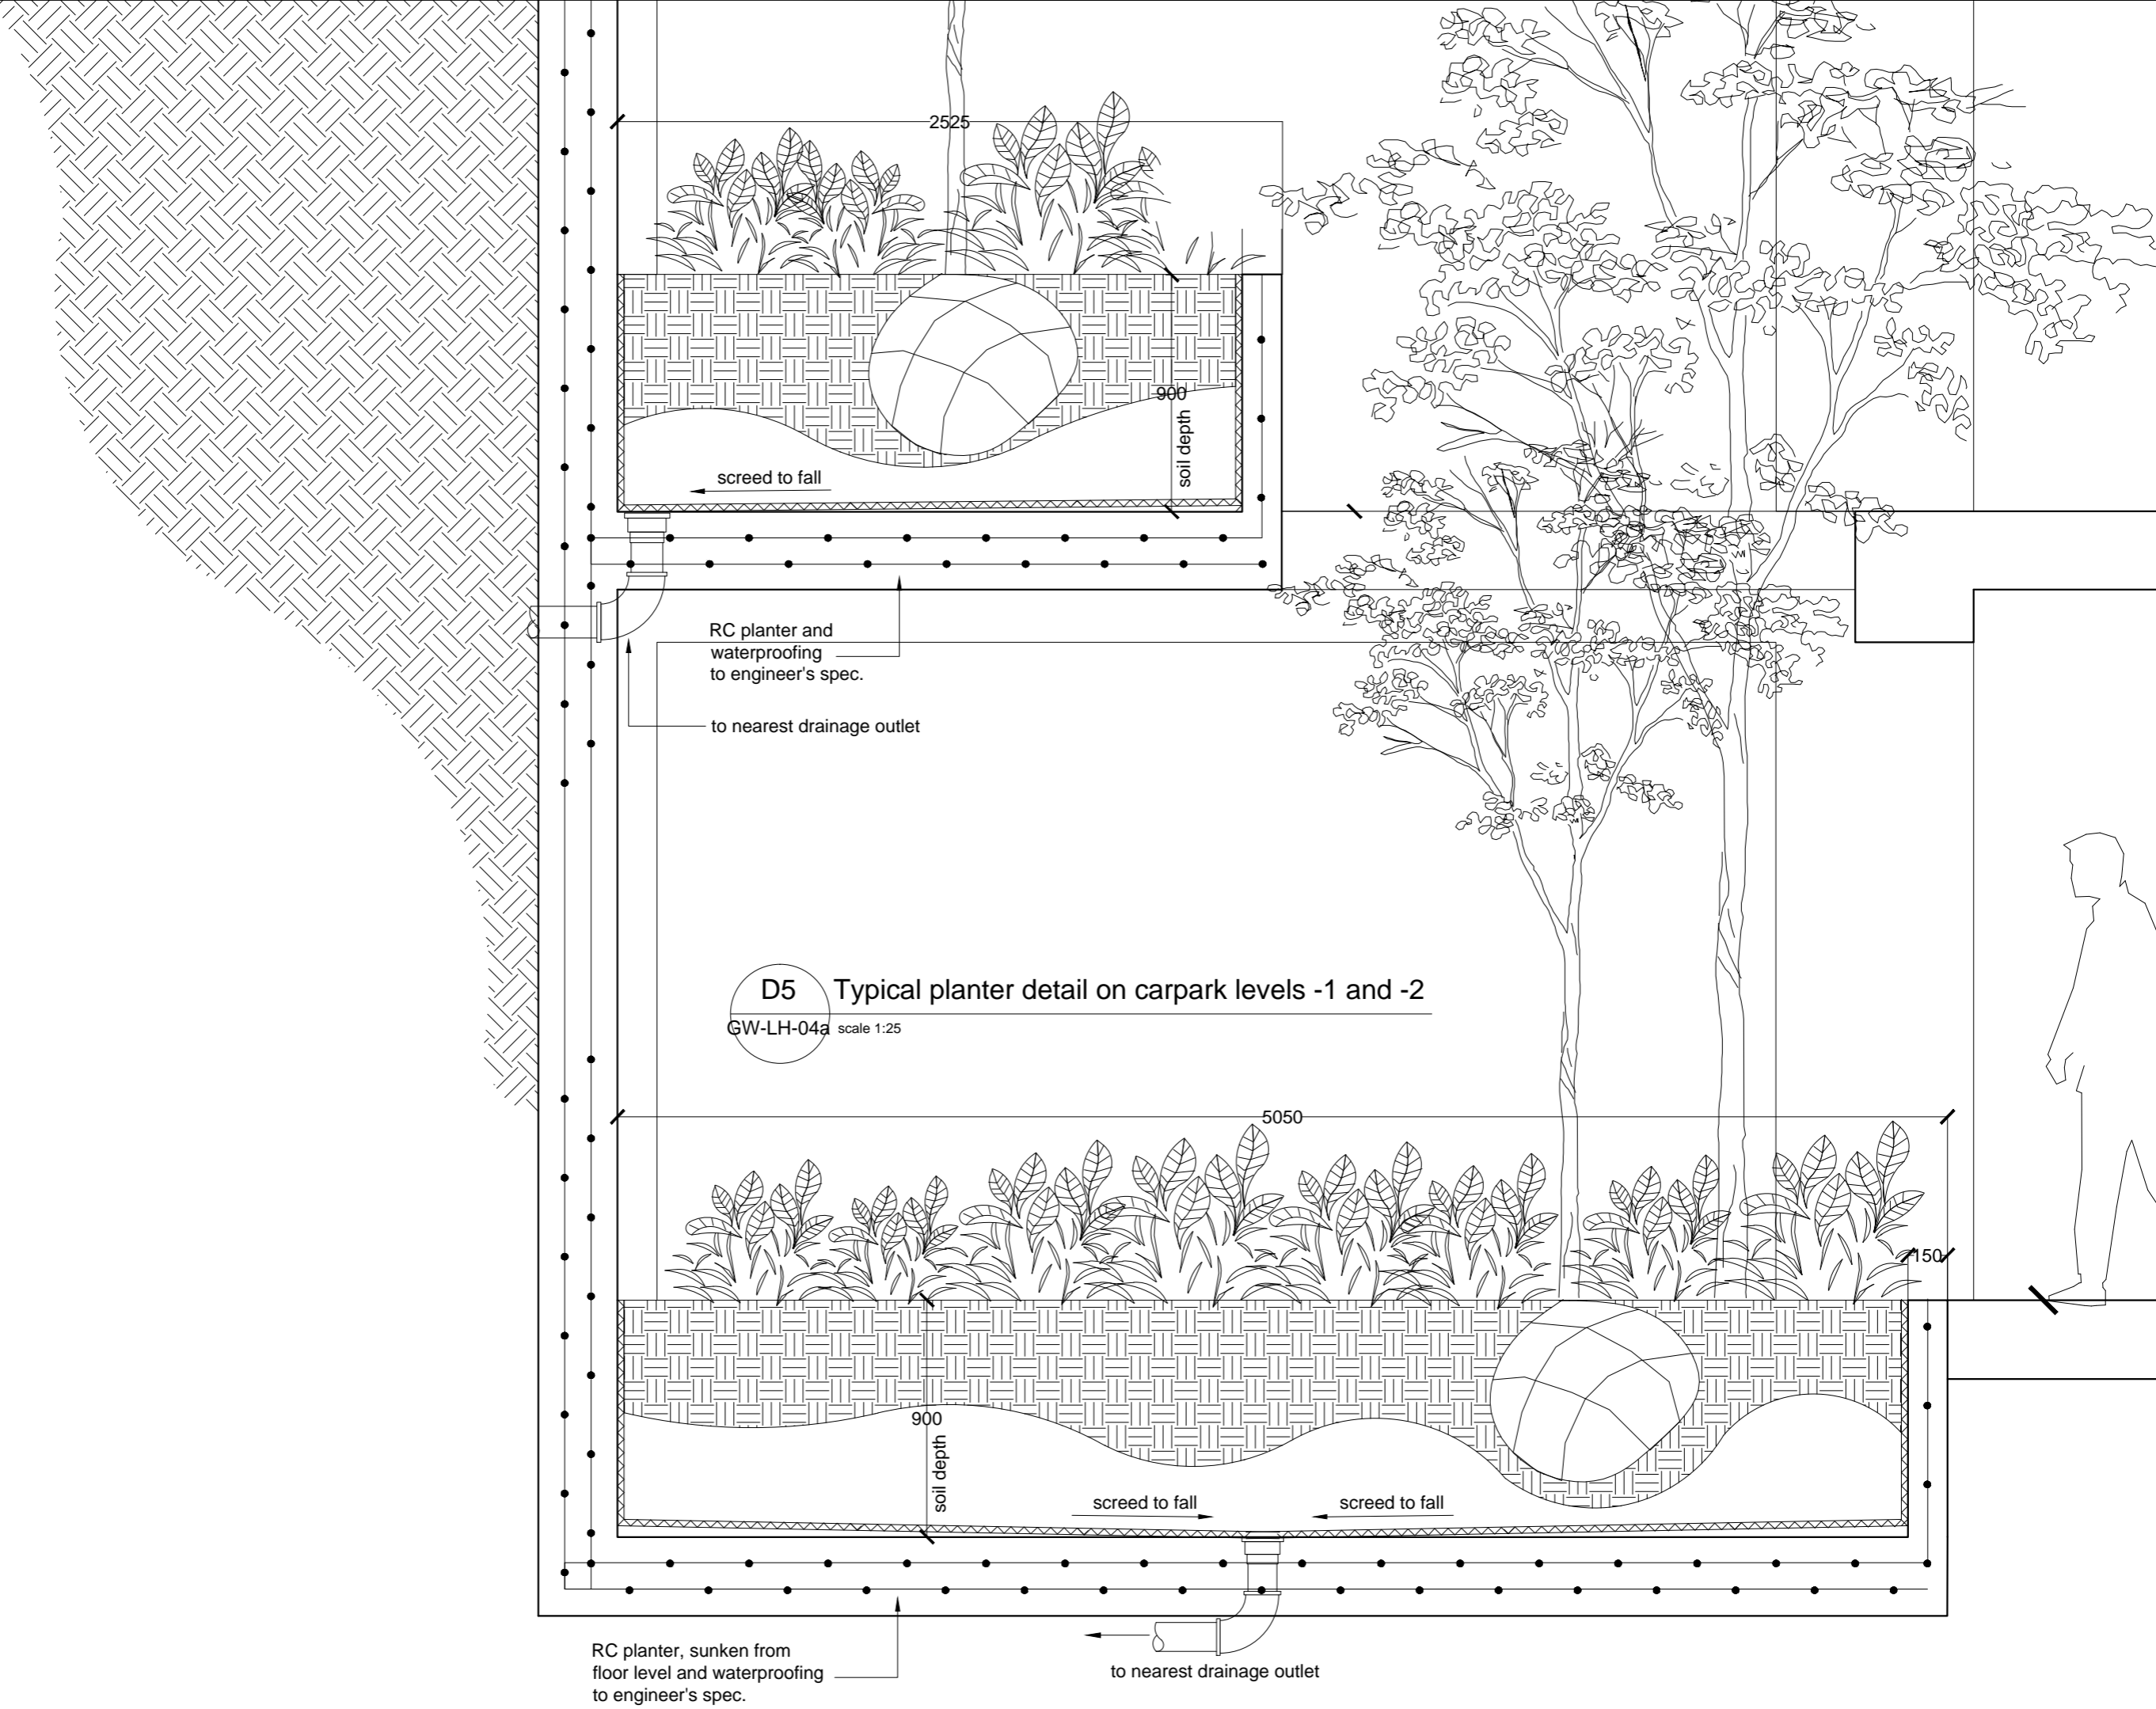 2525
900
soil depth
screed to fall
RC planter and
waterproofing
to engineer's spec.
to nearest drainage outlet
D5
Typical planter detail on carpark levels -1 and -2
GW-LH-04a
scale 1:25
5050
150
900
soil depth
screed to fall
screed to fall
RC planter, sunken from
floor level and waterproofing
to engineer's spec.
to nearest drainage outlet